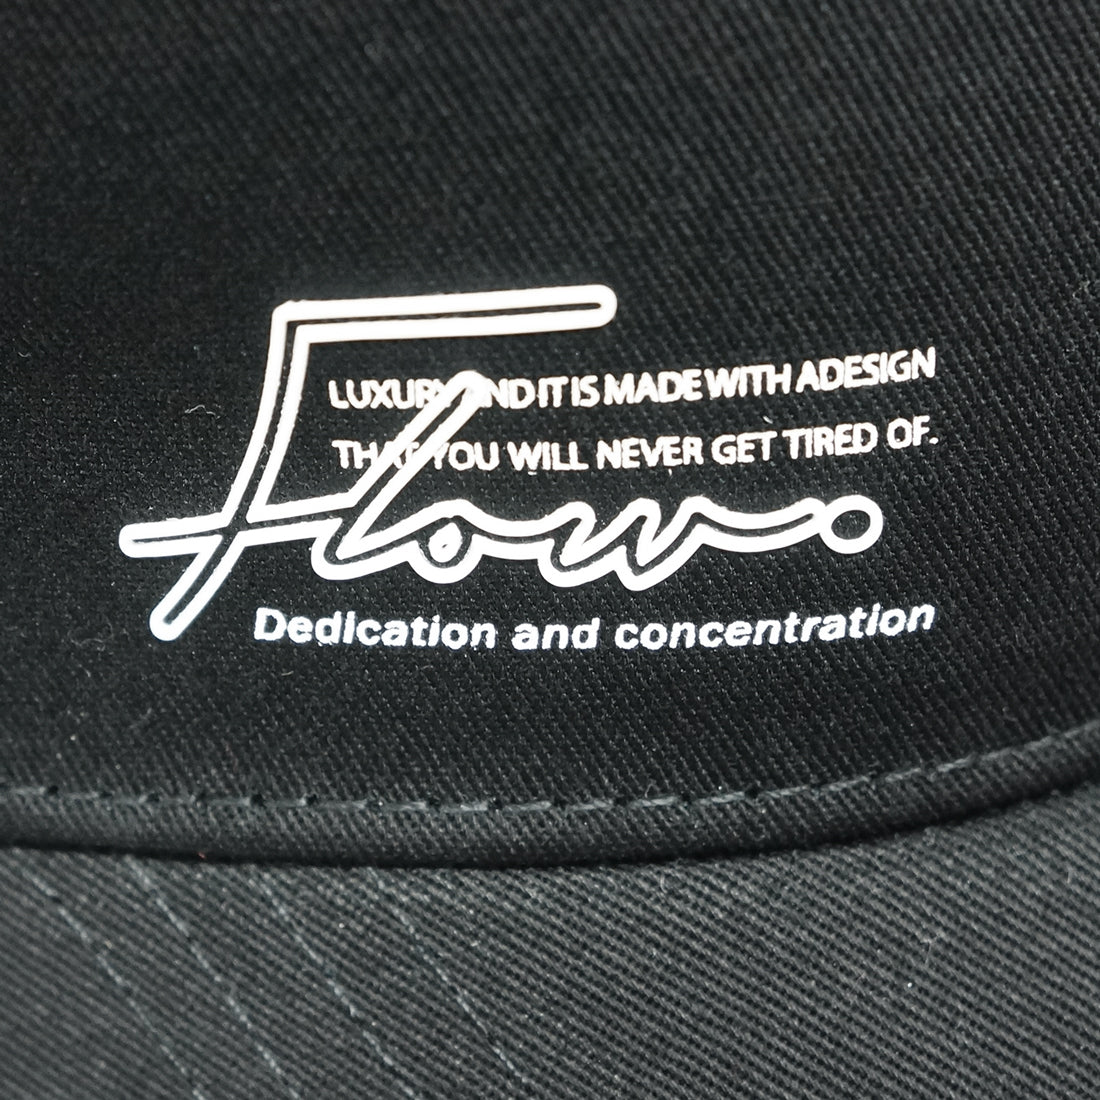 LUXURY AND IT IS MADE WITH ADESIGN
THAT YOU WILL NEVER GET TIRED OF.
Flow
Dedication and concentration